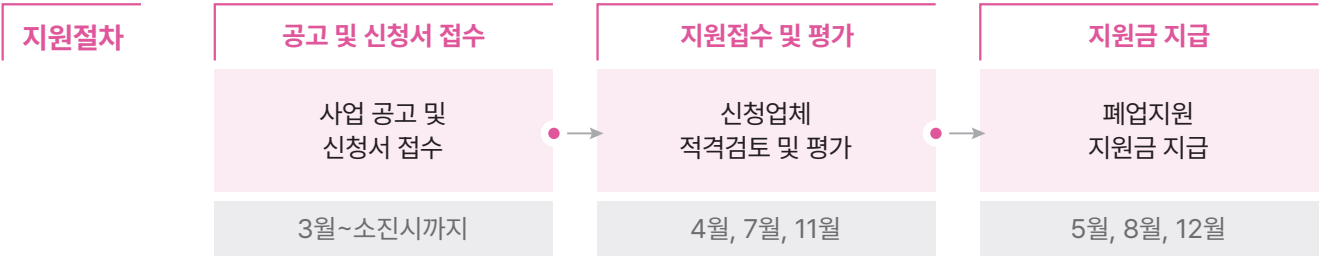 지원절차
공고 및 신청서 접수
사업 공고 및
신청서 접수
3월~소진시까지
지원접수 및 평가
신청업체
적격검토 및 평가
4월, 7월, 11월
지원금 지급
폐업지원
지원금 지급
5월, 8월, 12월